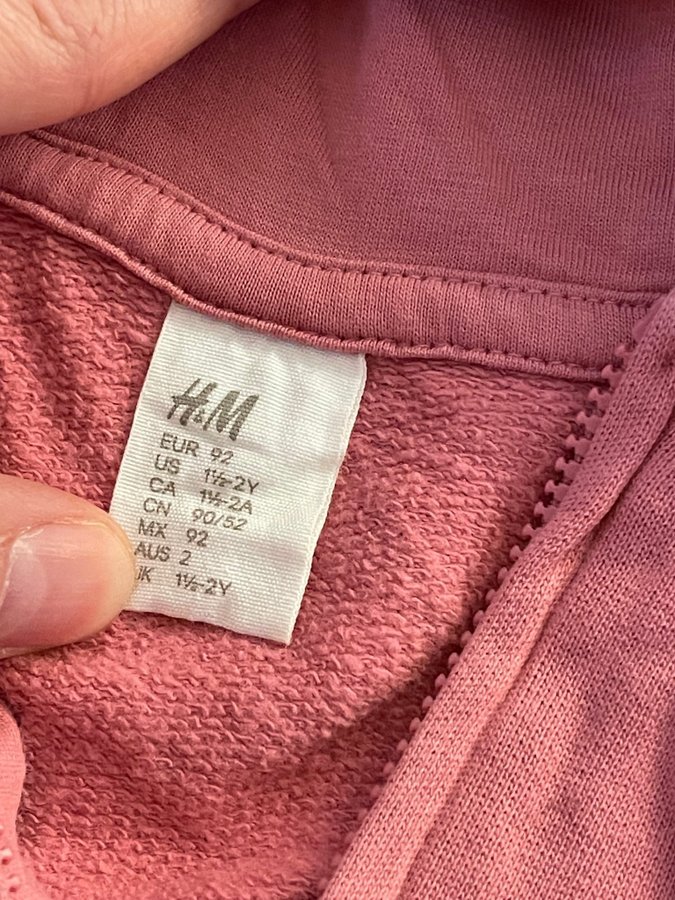 H&M
EUR 92
US 1½-2Y
CA 1½-2A
CN 90/52
MX 92
AUS 2
UK 1½-2Y